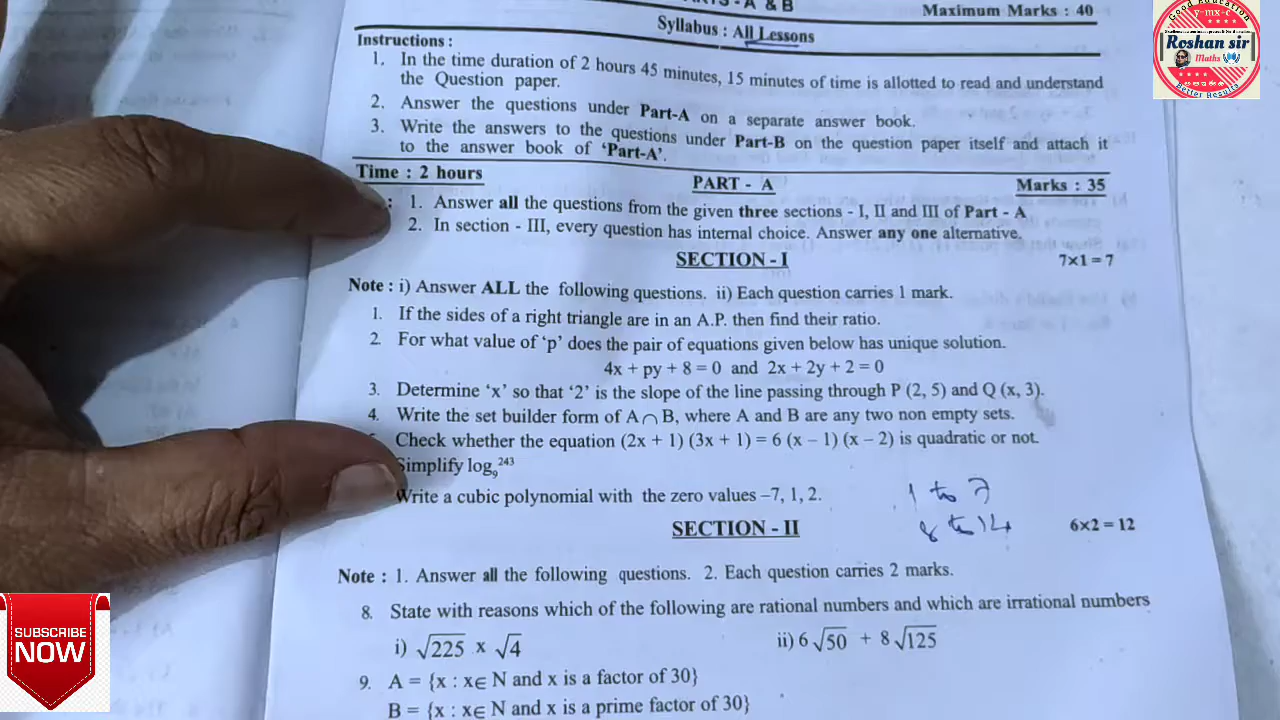 A & B
Maximum Marks : 40
Syllabus : All Lessons
Instructions :
1. In the time duration of 2 hours 45 minutes, 15 minutes of time is allotted to read and understand
the Question paper.
2. Answer the questions under Part-A on a separate answer book.
3. Write the answers to the questions under Part-B on the question paper itself and attach it
to the answer book of ‘Part-A’.
Time : 2 hours PART - A Marks : 35
: 1. Answer all the questions from the given three sections - I, II and III of Part - A
2. In section - III, every question has internal choice. Answer any one alternative.
SECTION - I 7×1 = 7
Note : i) Answer ALL the following questions. ii) Each question carries 1 mark.
1. If the sides of a right triangle are in an A.P. then find their ratio.
2. For what value of ‘p’ does the pair of equations given below has unique solution.
4x + py + 8 = 0 and 2x + 2y + 2 = 0
3. Determine ‘x’ so that ‘2’ is the slope of the line passing through P (2, 5) and Q (x, 3).
4. Write the set builder form of A∩B, where A and B are any two non empty sets.
Check whether the equation (2x + 1) (3x + 1) = 6 (x – 1) (x – 2) is quadratic or not.
Simplify log₉²⁴³
Write a cubic polynomial with the zero values –7, 1, 2.
1 to 7
SECTION - II 8 to 14 6×2 = 12
Note : 1. Answer all the following questions. 2. Each question carries 2 marks.
8. State with reasons which of the following are rational numbers and which are irrational numbers
i) √225 x √4 ii) 6√50 + 8√125
9. A = {x : x∈ N and x is a factor of 30}
B = {x : x∈ N and x is a prime factor of 30}
Good Education
y=mx+c
Roshan sir
Maths
Better Results
SUBSCRIBE
NOW